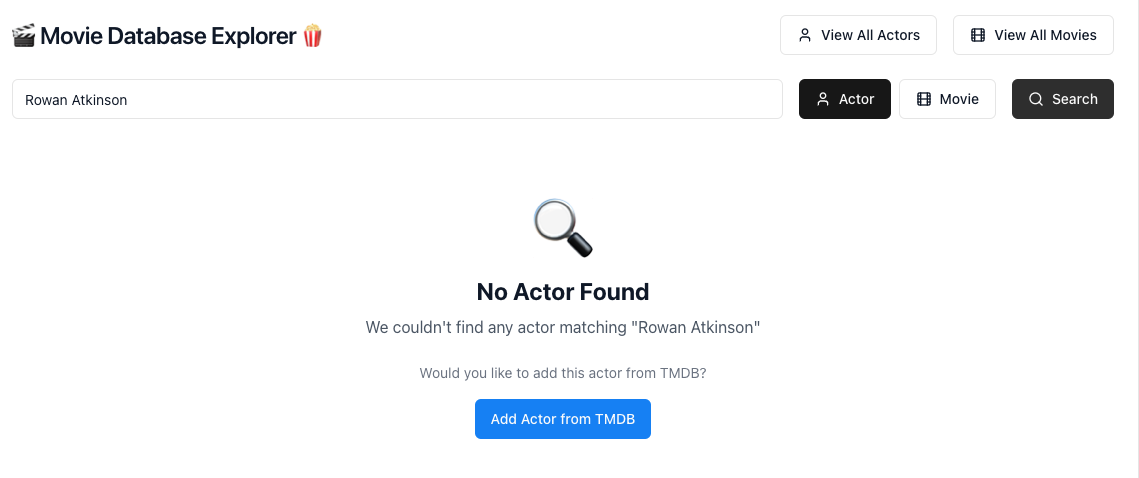 🎬 Movie Database Explorer 🍿
View All Actors
View All Movies
Rowan Atkinson
Actor
Movie
Search
No Actor Found
We couldn't find any actor matching "Rowan Atkinson"
Would you like to add this actor from TMDB?
Add Actor from TMDB